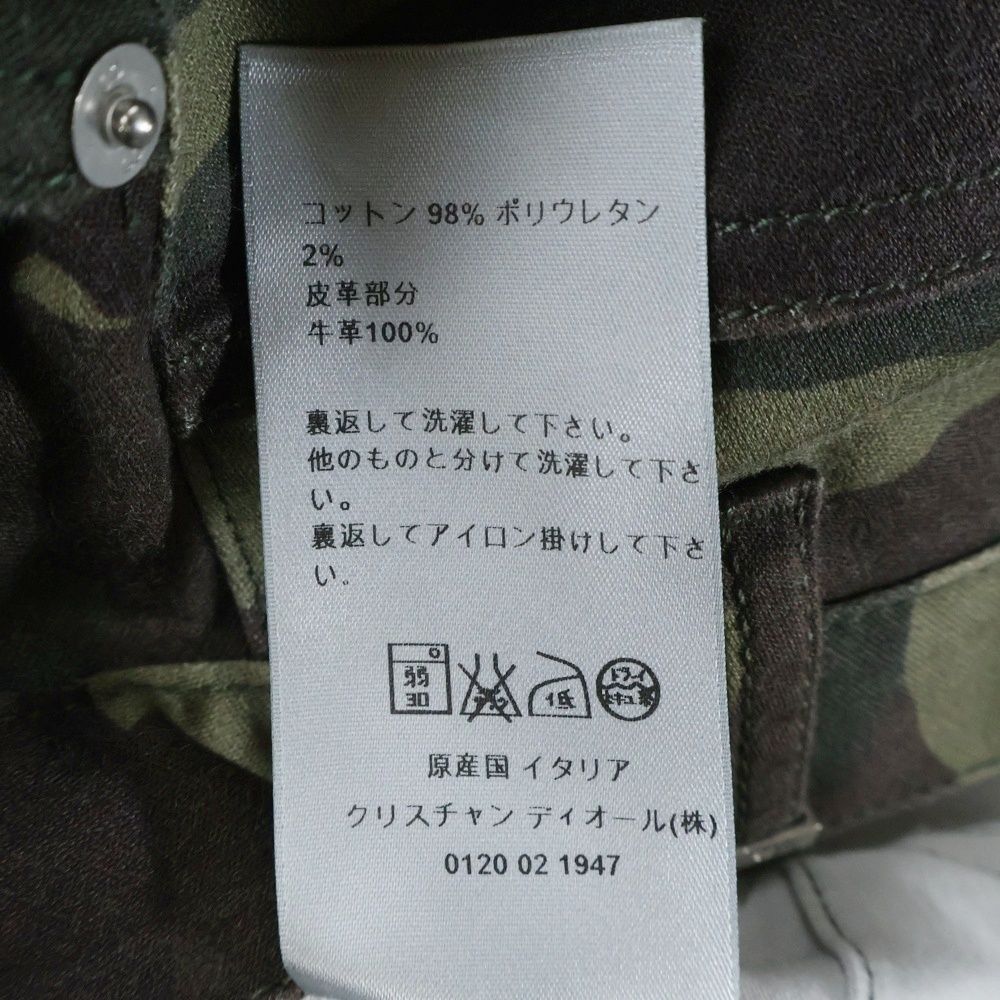 コットン 98% ポリウレタン
2%
皮革部分
牛革100%
裏返して洗濯して下さい。
他のものと分けて洗濯して下さ
い。
裏返してアイロン掛けして下さ
い.
弱
30
低
ドライ
原産国 イタリア
クリスチャン ディオール(株)
0120 02 1947